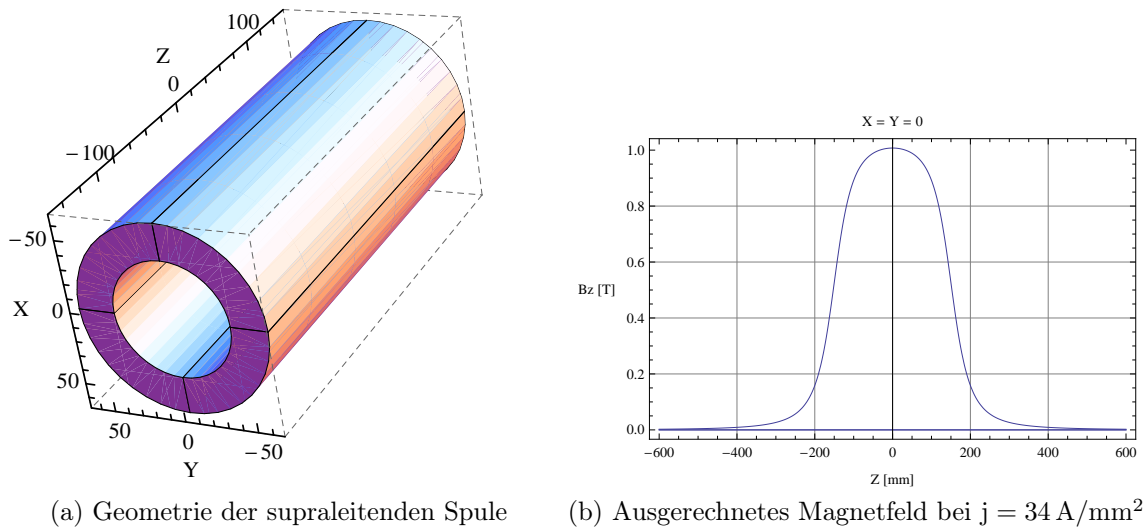 100
Z
0
−100
−50
X
0
50
50
0
−50
Y
X = Y = 0
1.0
0.8
0.6
Bz [T]
0.4
0.2
0.0
−600 −400 −200 0 200 400 600
Z [mm]
(a) Geometrie der supraleitenden Spule
(b) Ausgerechnetes Magnetfeld bei j = 34 A/mm²